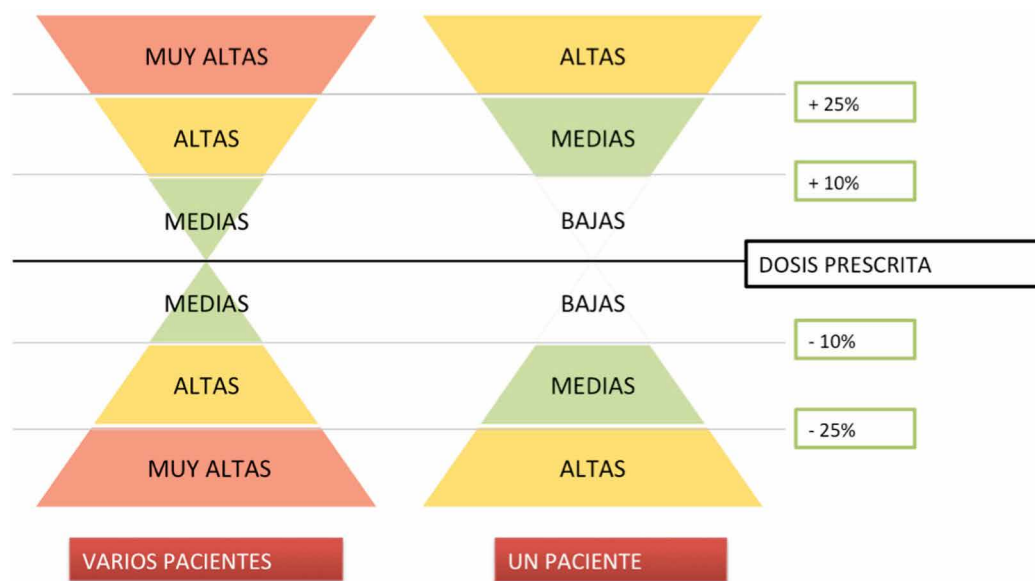 MUY ALTAS
ALTAS
+ 25%
ALTAS
MEDIAS
+ 10%
MEDIAS
BAJAS
DOSIS PRESCRITA
MEDIAS
BAJAS
- 10%
ALTAS
MEDIAS
- 25%
MUY ALTAS
ALTAS
VARIOS PACIENTES
UN PACIENTE